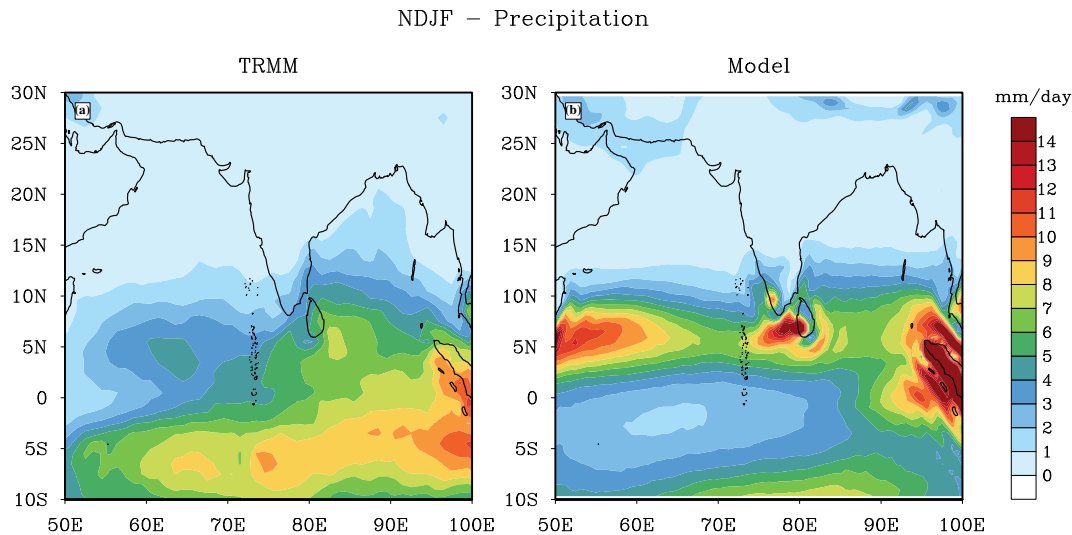 NDJF – Precipitation
TRMM
Model
mm/day
(a)
(b)
30N
25N
20N
15N
10N
5N
0
5S
10S
50E 60E 70E 80E 90E 100E
30N
25N
20N
15N
10N
5N
0
5S
10S
50E 60E 70E 80E 90E 100E
14
13
12
11
10
9
8
7
6
5
4
3
2
1
0